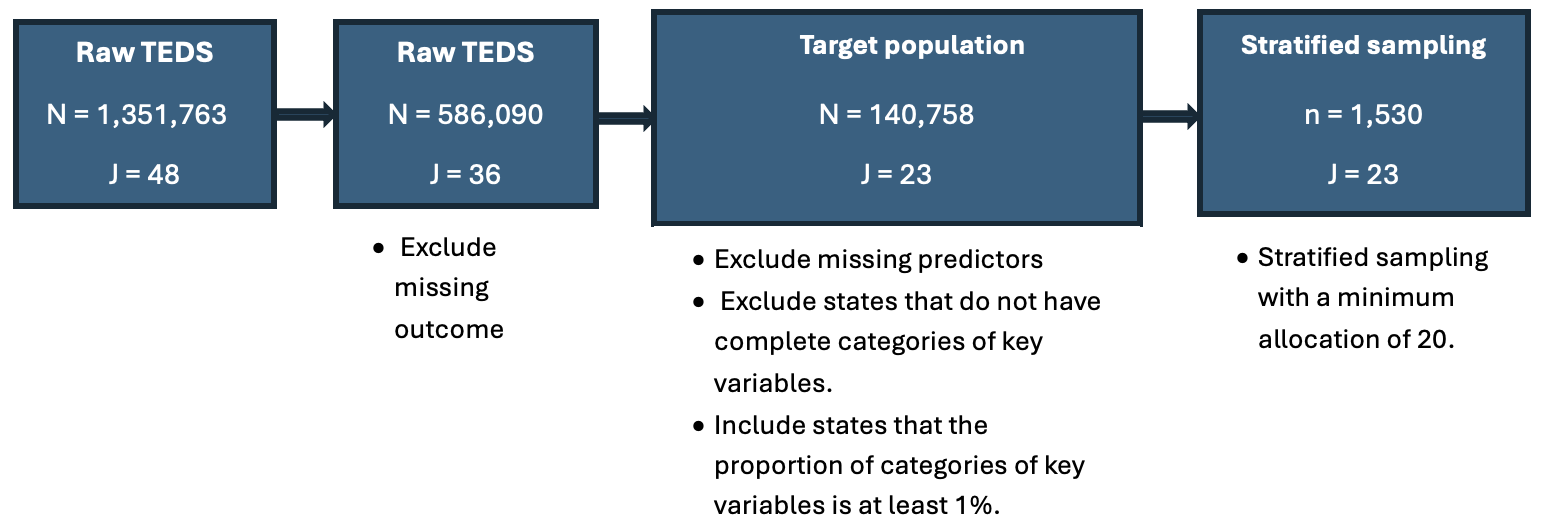 Raw TEDS
N = 1,351,763
J = 48
Raw TEDS
N = 586,090
J = 36
• Exclude
missing
outcome
Target population
N = 140,758
J = 23
• Exclude missing predictors
• Exclude states that do not have
complete categories of key
variables.
• Include states that the
proportion of categories of key
variables is at least 1%.
Stratified sampling
n = 1,530
J = 23
• Stratified sampling
with a minimum
allocation of 20.